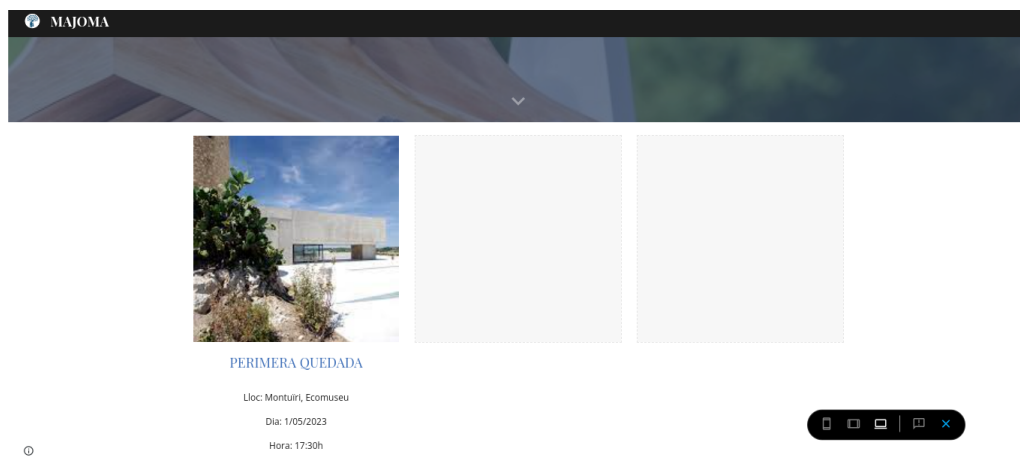 MAJOMA
PERIMERA QUEDADA
Lloc: Montuïri, Ecomuseu
Dia: 1/05/2023
Hora: 17:30h